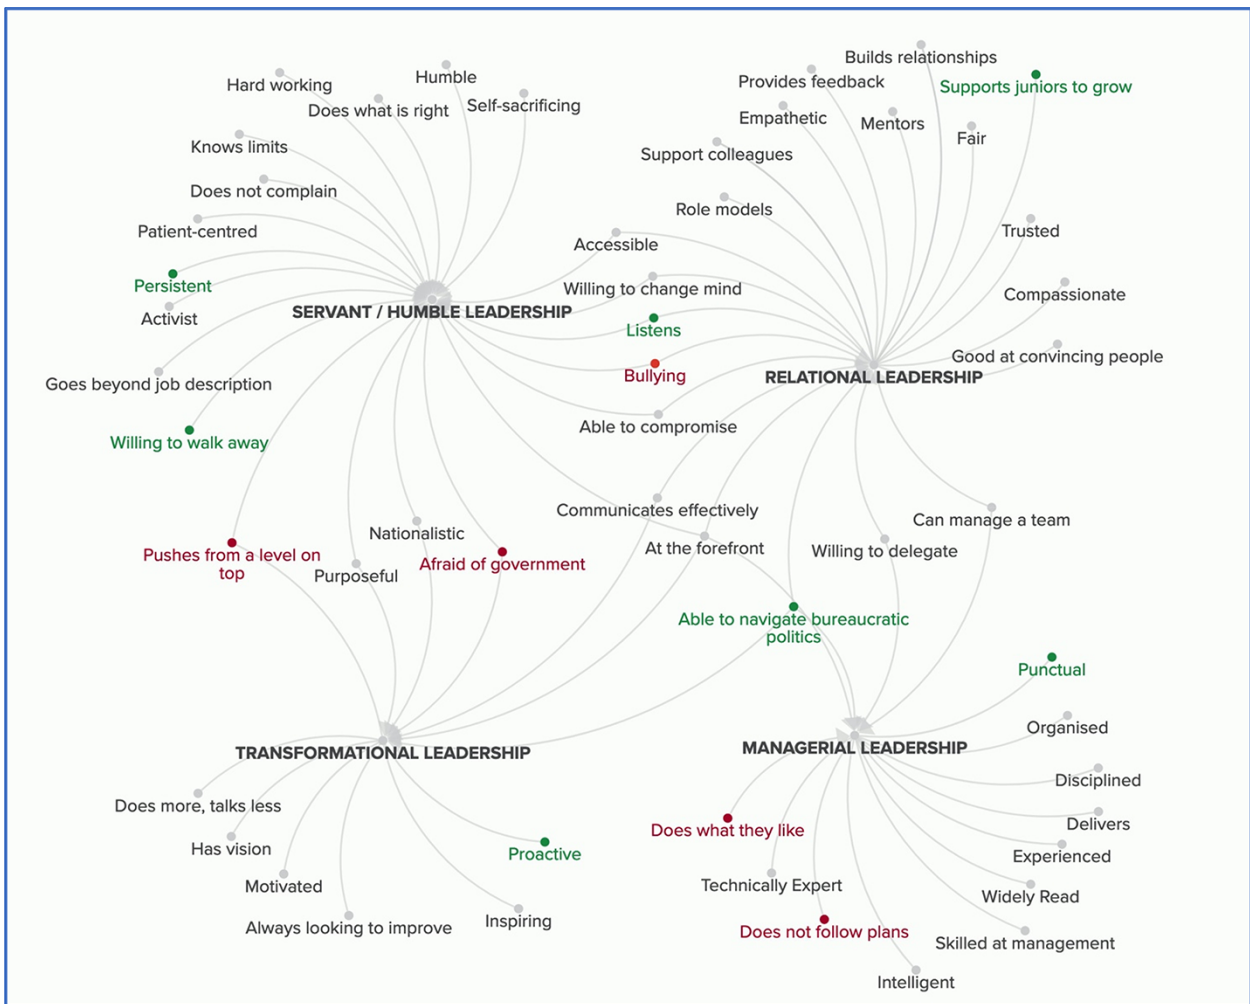 Builds relationships
Humble
Provides feedback
Hard working
Supports juniors to grow
Self-sacrificing
Does what is right
Empathetic
Mentors
Fair
Knows limits
Support colleagues
Does not complain
Role models
Patient-centred
Trusted
Accessible
Persistent
Willing to change mind
Compassionate
Activist
SERVANT / HUMBLE LEADERSHIP
Listens
Good at convincing people
Bullying
RELATIONAL LEADERSHIP
Goes beyond job description
Able to compromise
Willing to walk away
Communicates effectively
Can manage a team
Nationalistic
At the forefront
Willing to delegate
Pushes from a level on
top
Afraid of government
Purposeful
Able to navigate bureaucratic
politics
Punctual
Organised
MANAGERIAL LEADERSHIP
TRANSFORMATIONAL LEADERSHIP
Disciplined
Does more, talks less
Delivers
Does what they like
Has vision
Proactive
Experienced
Motivated
Technically Expert
Widely Read
Inspiring
Always looking to improve
Does not follow plans
Skilled at management
Intelligent